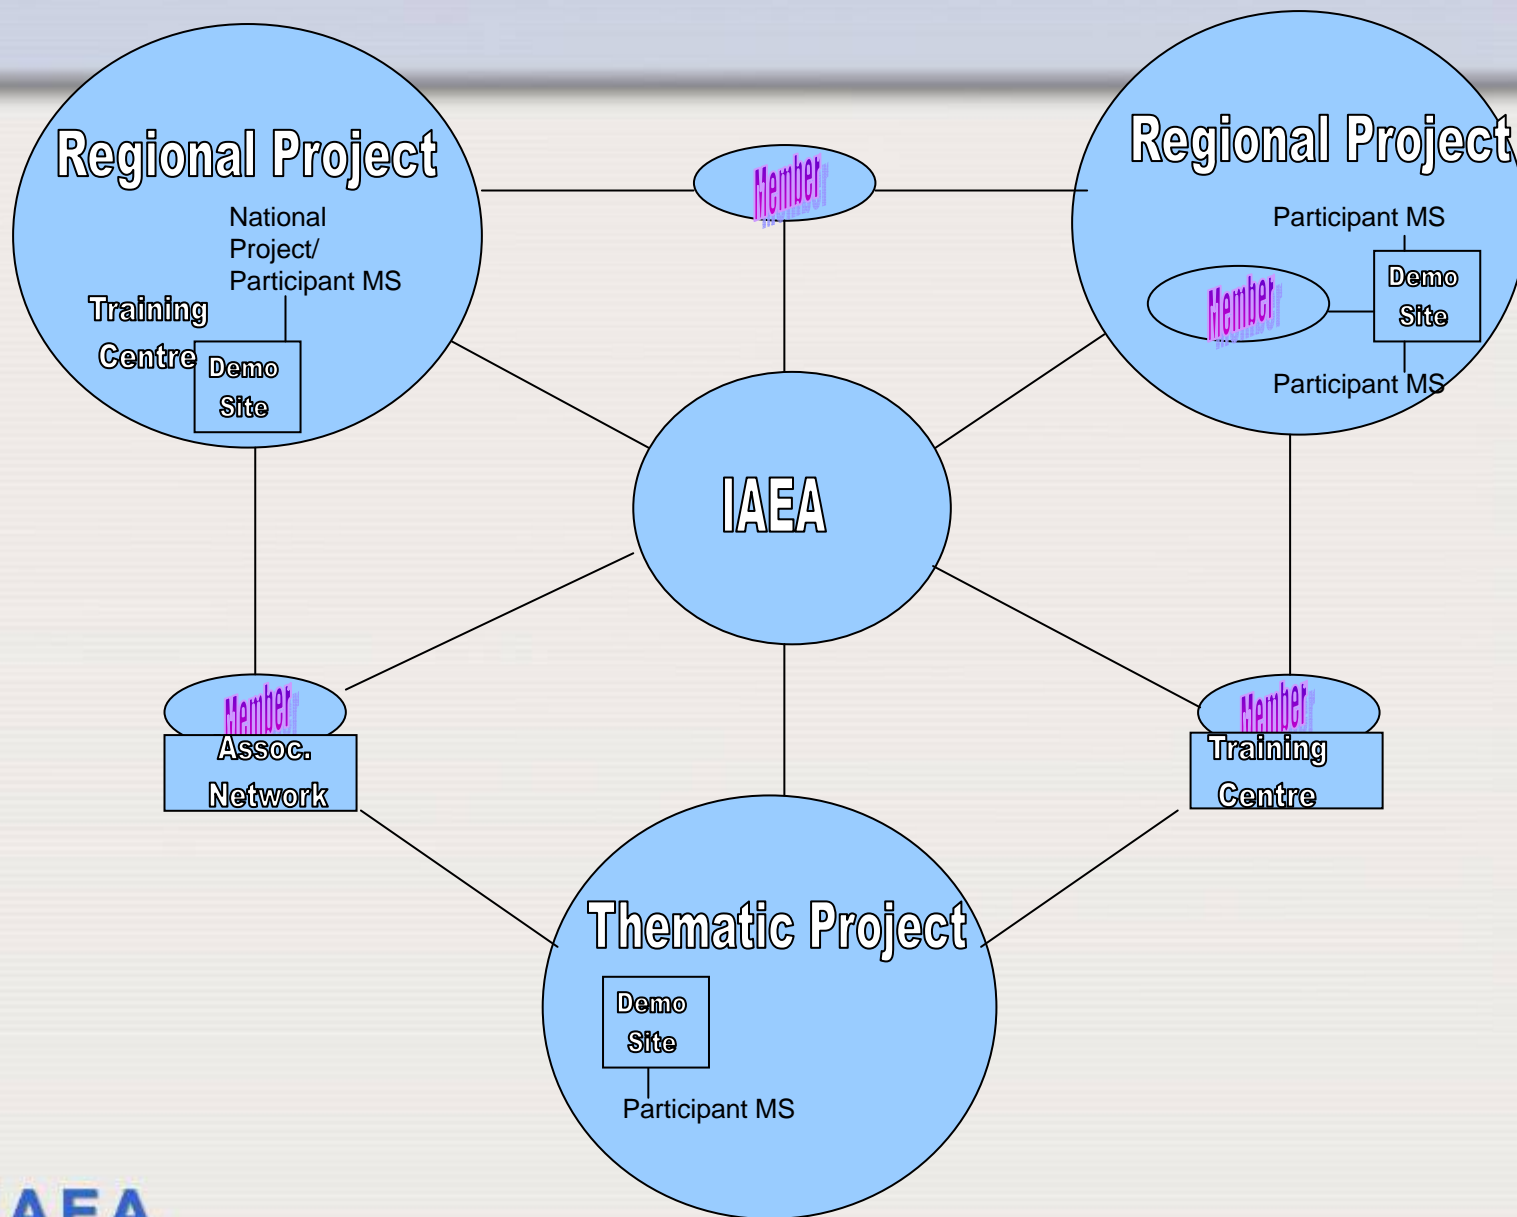 Regional Project
National
Project/
Participant MS
Training
Centre
Demo
Site
Member
Regional Project
Participant MS
Member
Demo
Site
Participant MS
IAEA
Member
Assoc.
Network
Member
Training
Centre
Thematic Project
Demo
Site
Participant MS
AEA